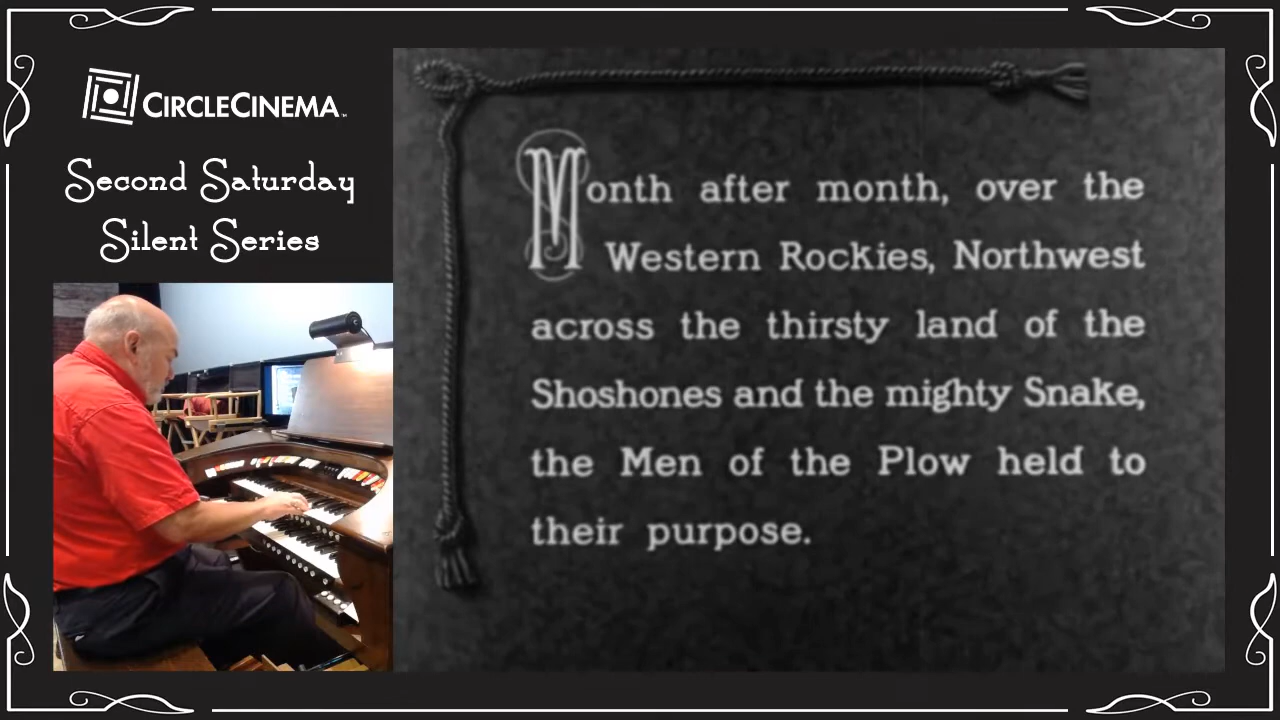 CIRCLECINEMA™
Second Saturday
Silent Series
Month after month, over the
Western Rockies, Northwest
across the thirsty land of the
Shoshones and the mighty Snake,
the Men of the Plow held to
their purpose.